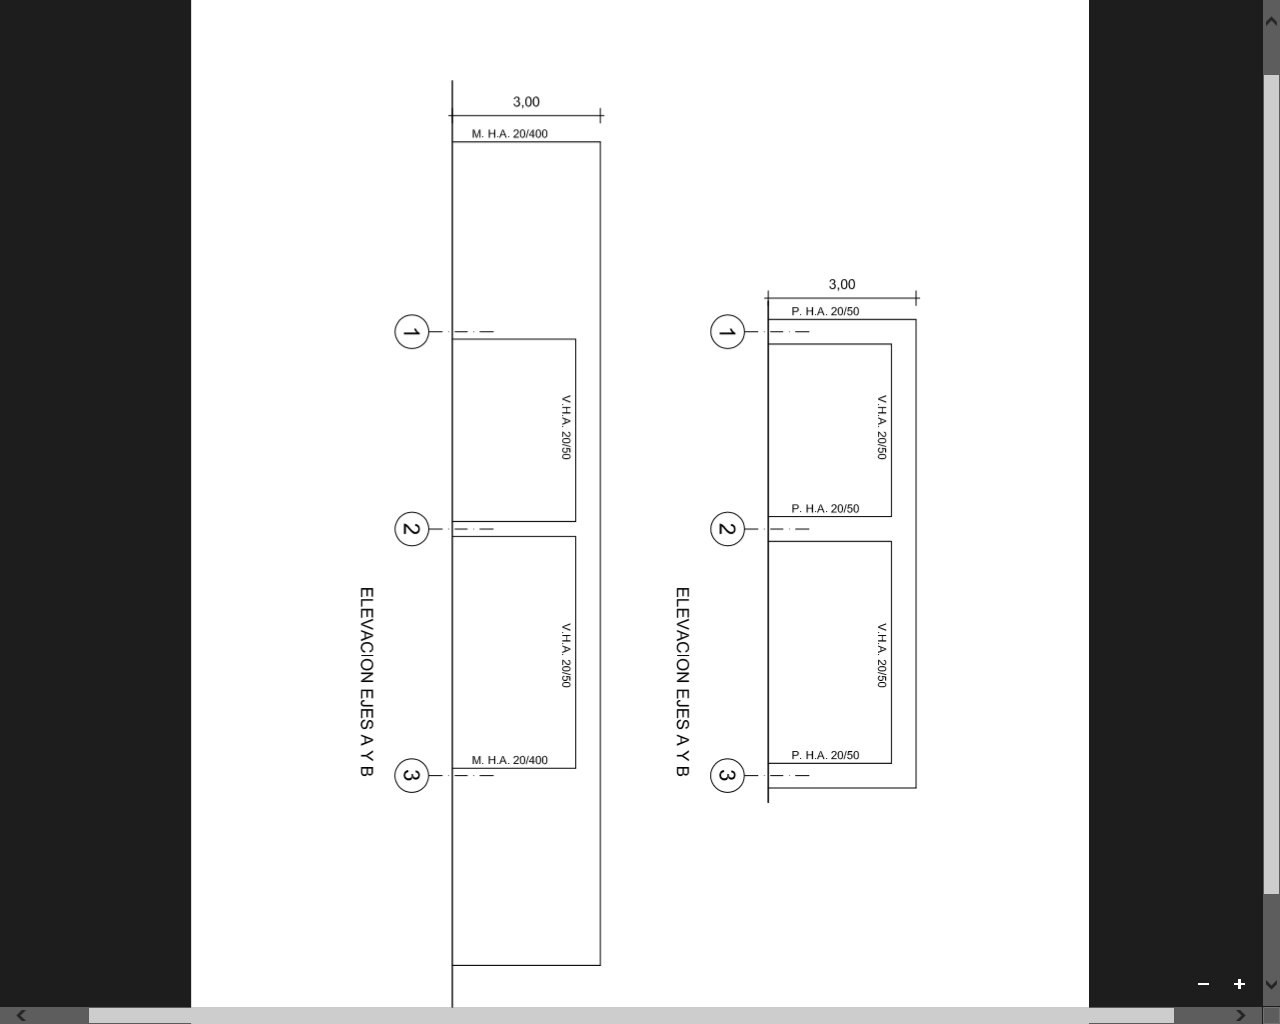 3,00
M. H.A. 20/400
1
V.H.A. 20/50
2
V.H.A. 20/50
M. H.A. 20/400
3
ELEVACION EJES A Y B
3,00
P. H.A. 20/50
1
V.H.A. 20/50
P. H.A. 20/50
2
V.H.A. 20/50
P. H.A. 20/50
3
ELEVACION EJES A Y B